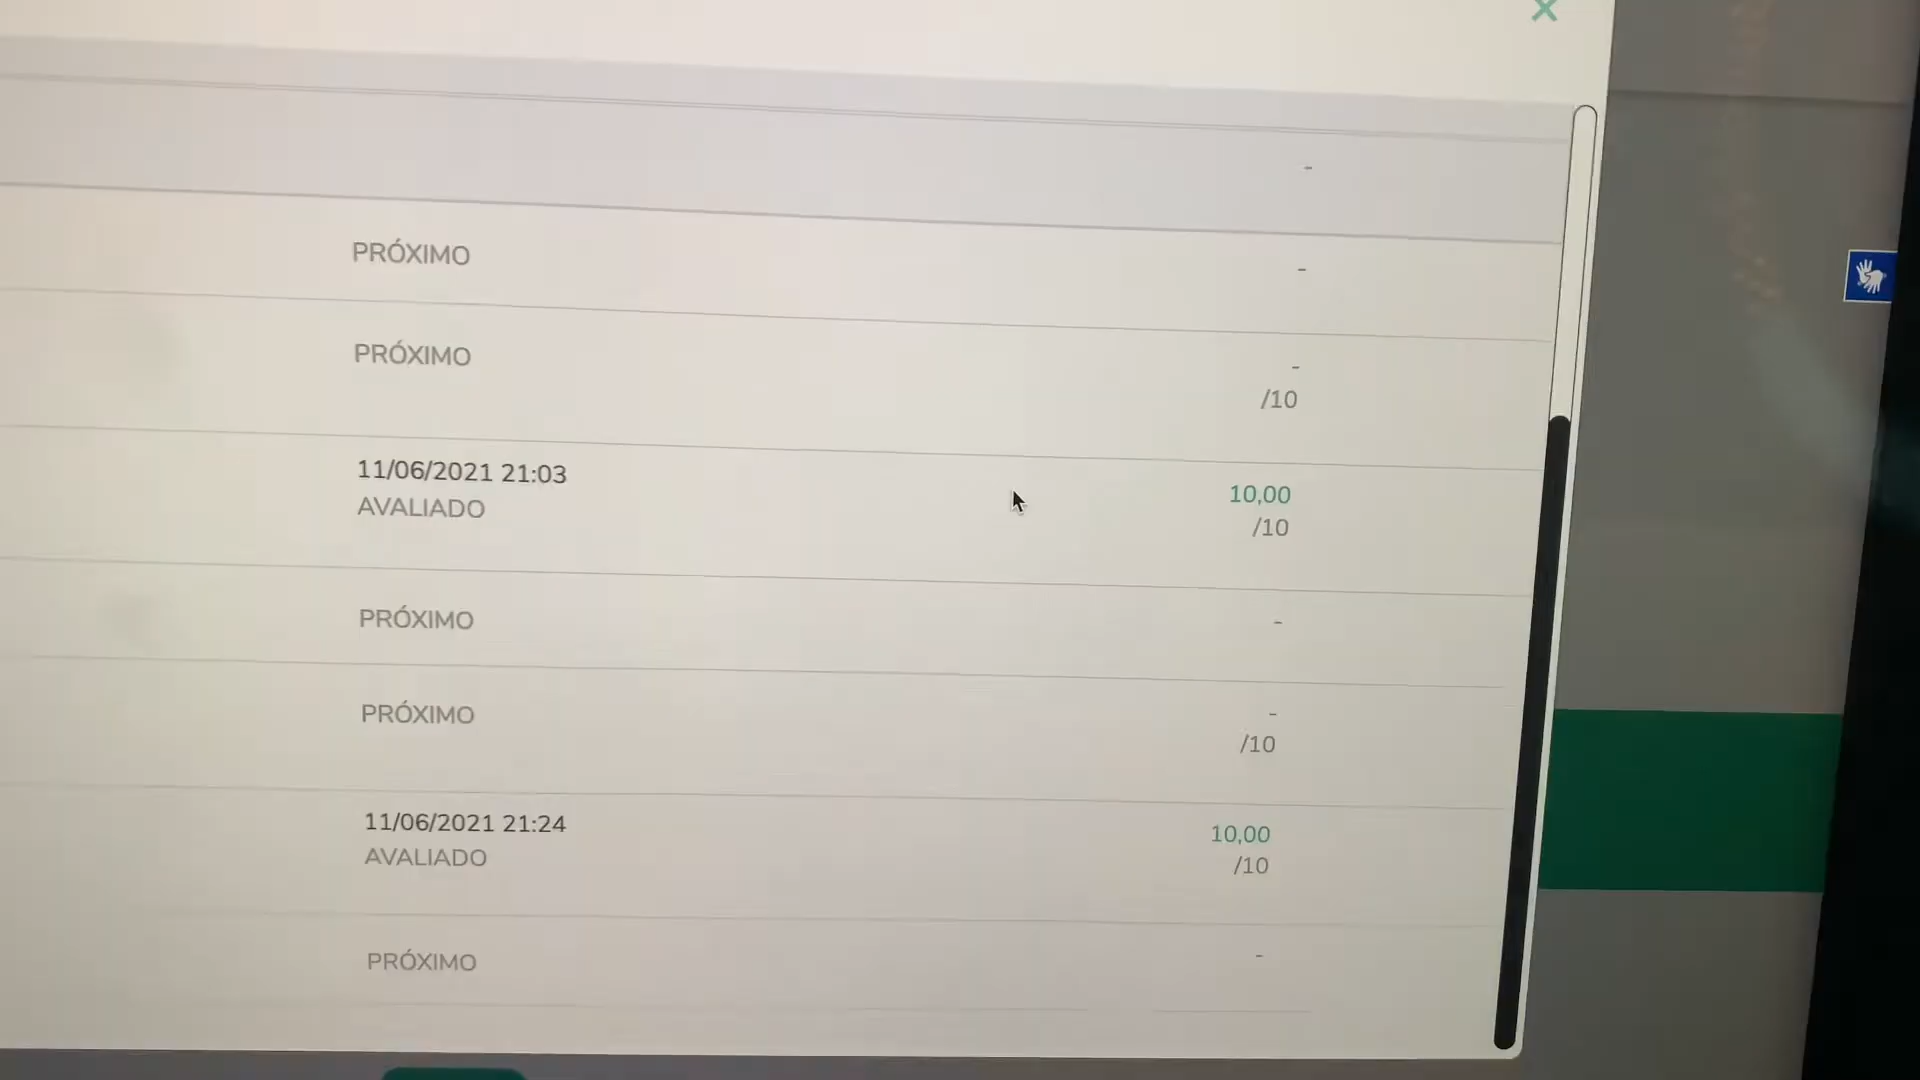 -
PRÓXIMO
-
PRÓXIMO
-
/10
11/06/2021 21:03
AVALIADO
10,00
/10
PRÓXIMO
-
PRÓXIMO
-
/10
11/06/2021 21:24
AVALIADO
10,00
/10
PRÓXIMO
-